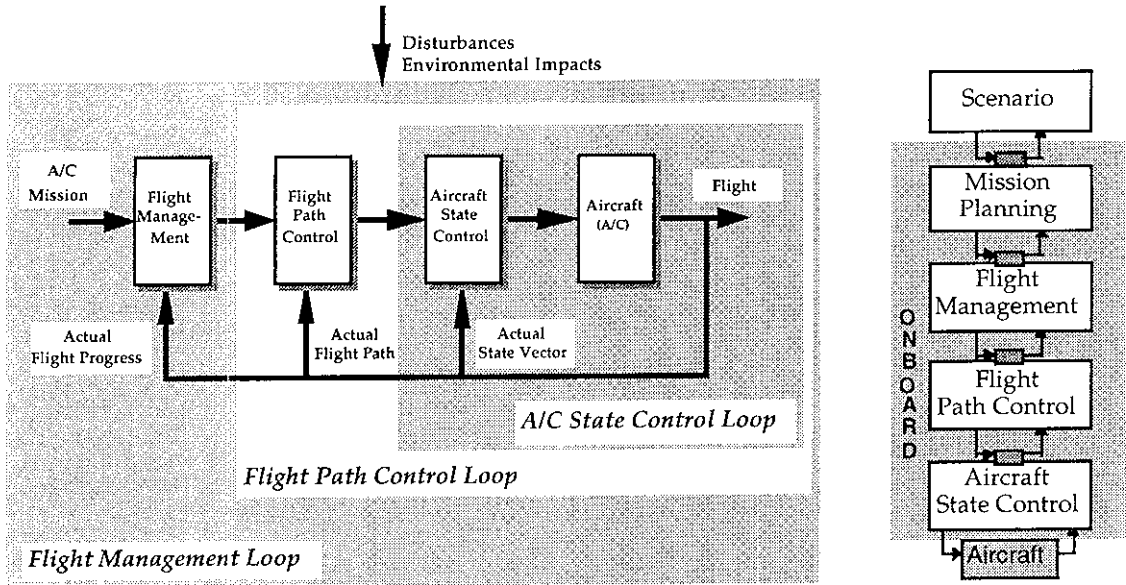 Disturbances
Environmental Impacts
A/C
Mission
Flight
Manage-
Ment
Flight
Path
Control
Aircraft
State
Control
Aircraft
(A/C)
Flight
Actual
Flight Progress
Actual
Flight Path
Actual
State Vector
A/C State Control Loop
Flight Path Control Loop
Flight Management Loop
Scenario
Mission
Planning
Flight
Management
Flight
Path Control
Aircraft
State Control
Aircraft
ONBOARD